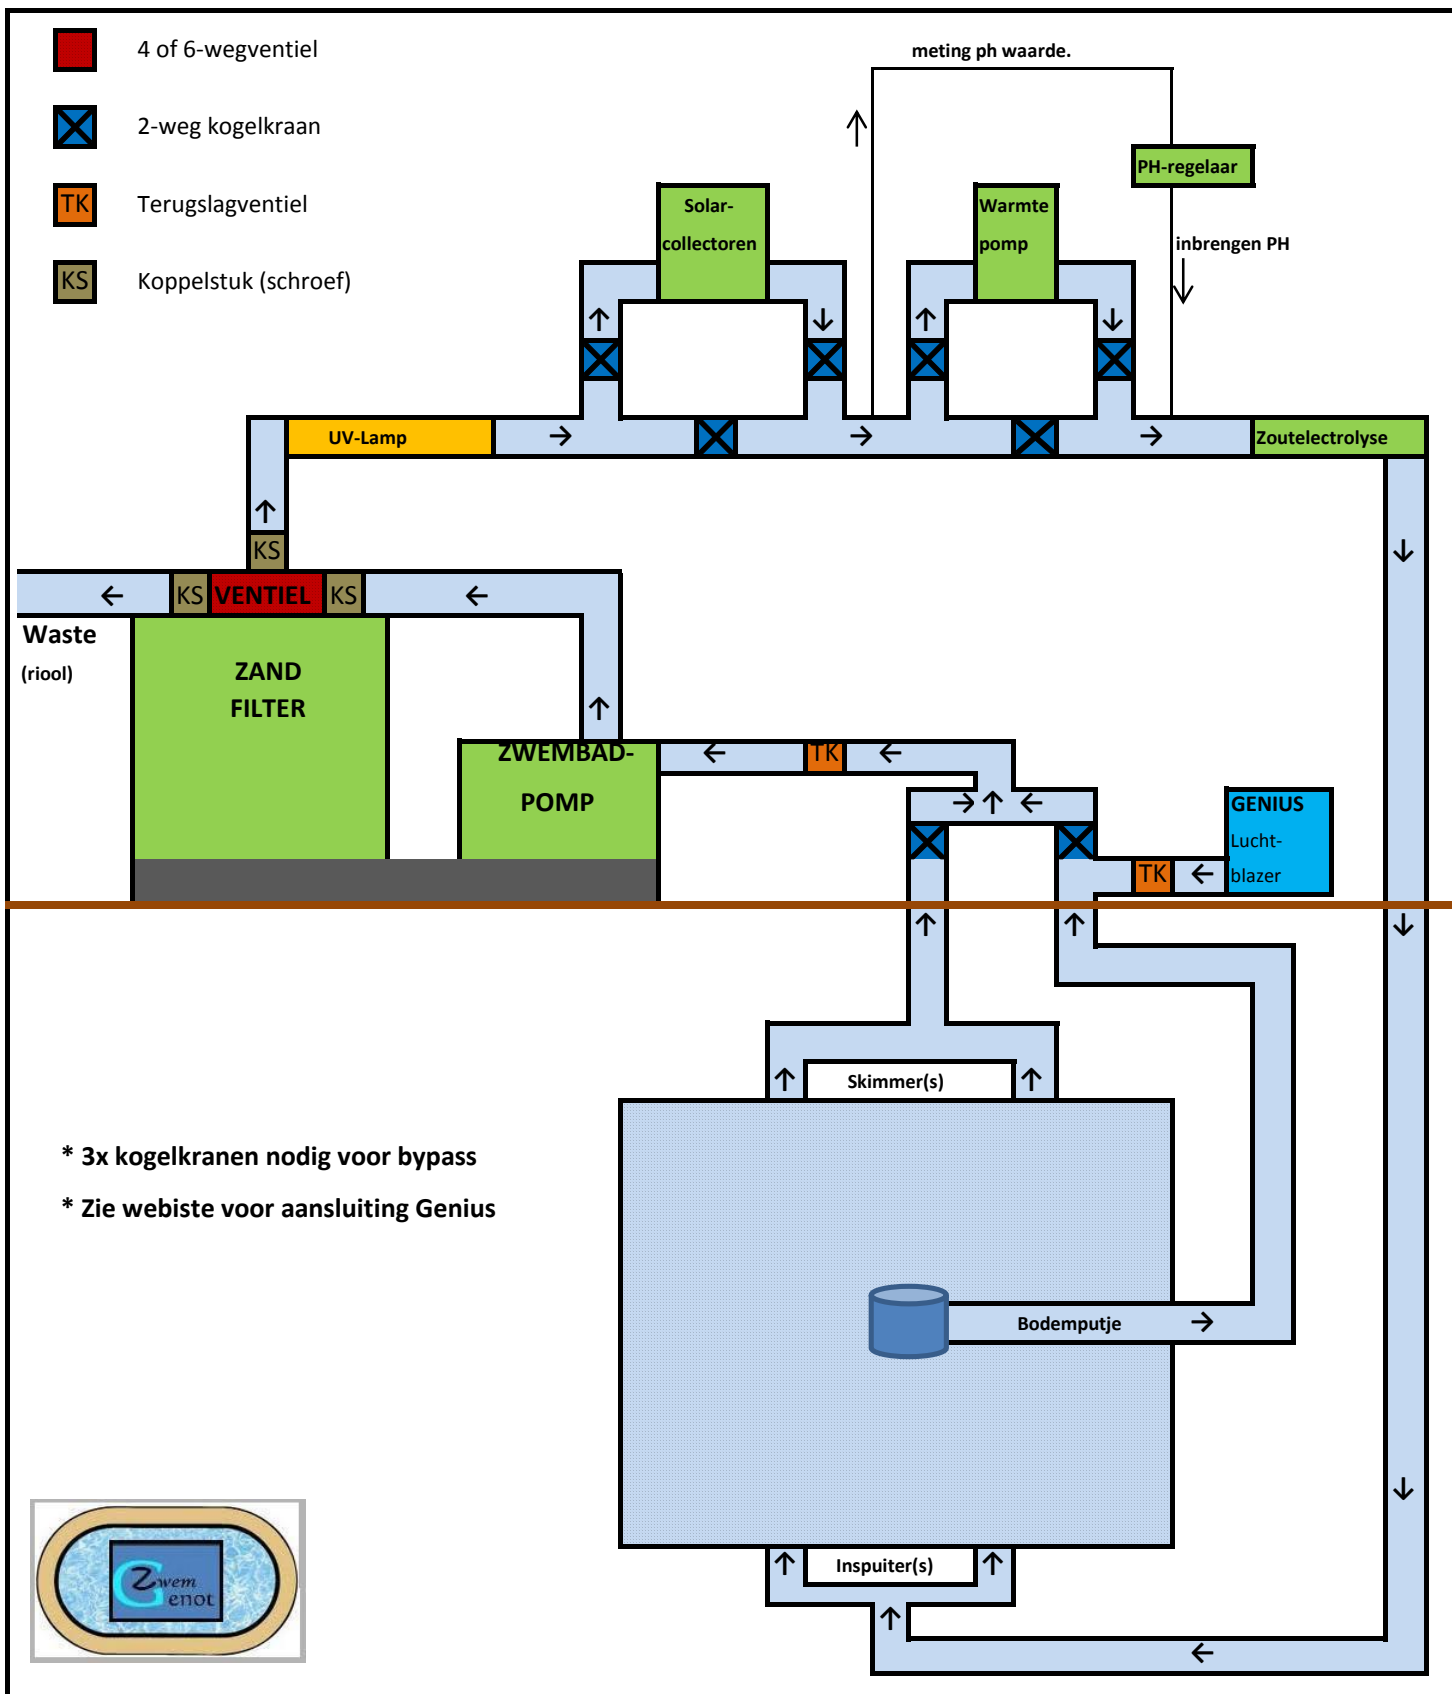 4 of 6-wegventiel
meting ph waarde.
2-weg kogelkraan
PH-regelaar
TK
Terugslagventiel
Solar-
collectoren
Warmte
pomp
inbrengen PH
KS
Koppelstuk (schroef)
UV-Lamp
Zoutelectrolyse
KS
KS
VENTIEL
KS
Waste
(riool)
ZAND
FILTER
ZWEMBAD-
POMP
TK
GENIUS
Lucht-
blazer
TK
Skimmer(s)
* 3x kogelkranen nodig voor bypass
* Zie webiste voor aansluiting Genius
Bodemputje
Inspuiter(s)
Zwem
Genot